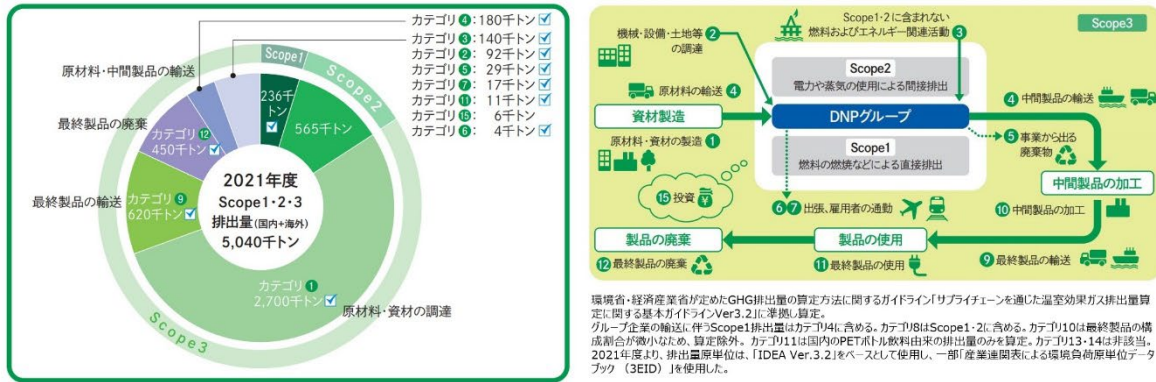 カテゴリ④:180千トン
カテゴリ③:140千トン
カテゴリ②: 92千トン
カテゴリ⑤: 29千トン
カテゴリ⑦: 17千トン
カテゴリ⑪: 11千トン
カテゴリ⑮: 6千トン
カテゴリ⑥: 4千トン
Scope1
Scope2
Scope3
原材料・中間製品の輸送
最終製品の廃棄
最終製品の輸送
原材料・資材の調達
236千
トン
565千トン
カテゴリ⑫
450千トン
カテゴリ⑨
620千トン
カテゴリ①
2,700千トン
2021年度
Scope1・2・3
排出量(国内+海外)
5,040千トン
Scope3
機械・設備・土地等②
の調達
Scope1・2に含まれない
燃料およびエネルギー関連活動③
Scope2
電力や蒸気の使用による間接排出
原材料の輸送④
資材製造
DNPグループ
④中間製品の輸送
原材料・資材の製造①
Scope1
燃料の燃焼などによる直接排出
⑤事業から出る
廃棄物
⑮投資
¥
中間製品の加工
⑥⑦出張、雇用者の通勤
⑩中間製品の加工
製品の廃棄
製品の使用
⑫最終製品の廃棄
⑪最終製品の使用
⑨最終製品の輸送
環境省・経済産業省が定めたGHG排出量の算定方法に関するガイドライン「サプライチェーンを通じた温室効果ガス排出量算
定に関する基本ガイドラインVer3.2」に準拠し算定。
グループ企業の輸送に伴うScope1排出量はカテゴリ4に含める。カテゴリ8はScope1・2に含める。カテゴリ10は最終製品の構
成割合が微小なため、算定除外。カテゴリ11は国内のPETボトル飲料由来の排出量のみを算定。カテゴリ13・14は非該当。
2021年度より、排出量原単位は、「IDEA Ver.3.2」をベースとして使用し、一部「産業連関表による環境負荷原単位データ
ブック（3EID）」を使用した。